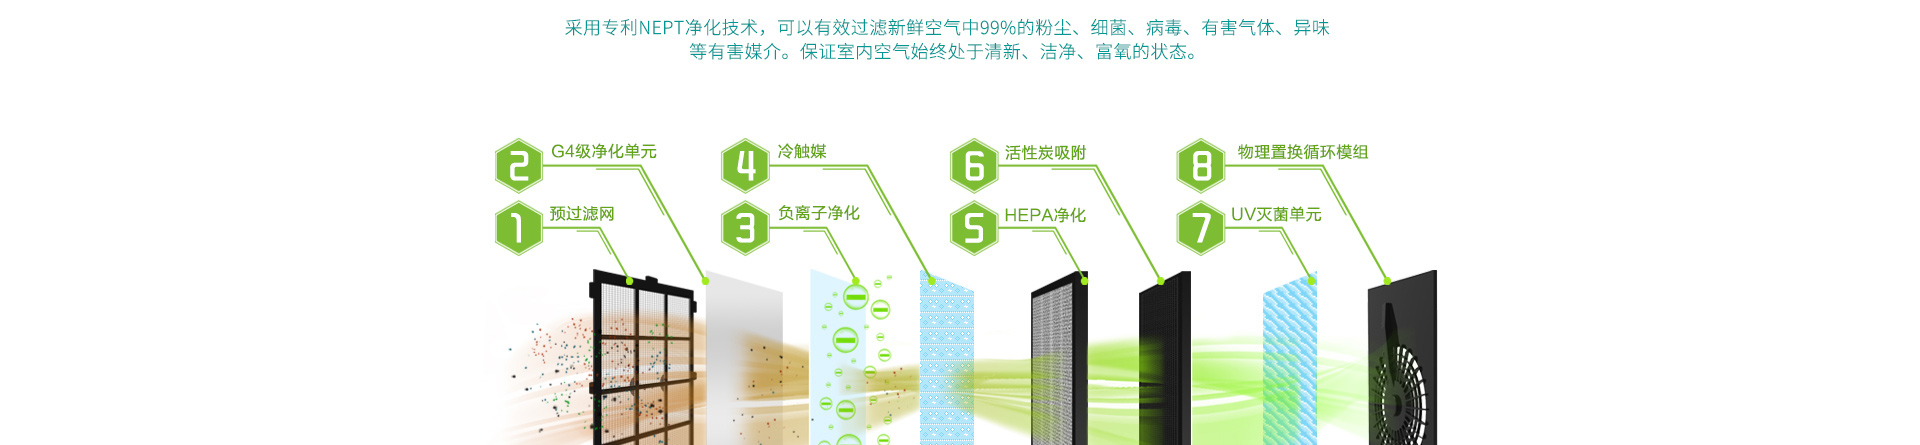 采用专利NEPT净化技术，可以有效过滤新鲜空气中99%的粉尘、细菌、病毒、有害气体、异味
等有害媒介。保证室内空气始终处于清新、洁净、富氧的状态。
2 G4级净化单元
4 冷触媒
6 活性炭吸附
8 物理置换循环模组
1 预过滤网
3 负离子净化
5 HEPA净化
7 UV灭菌单元